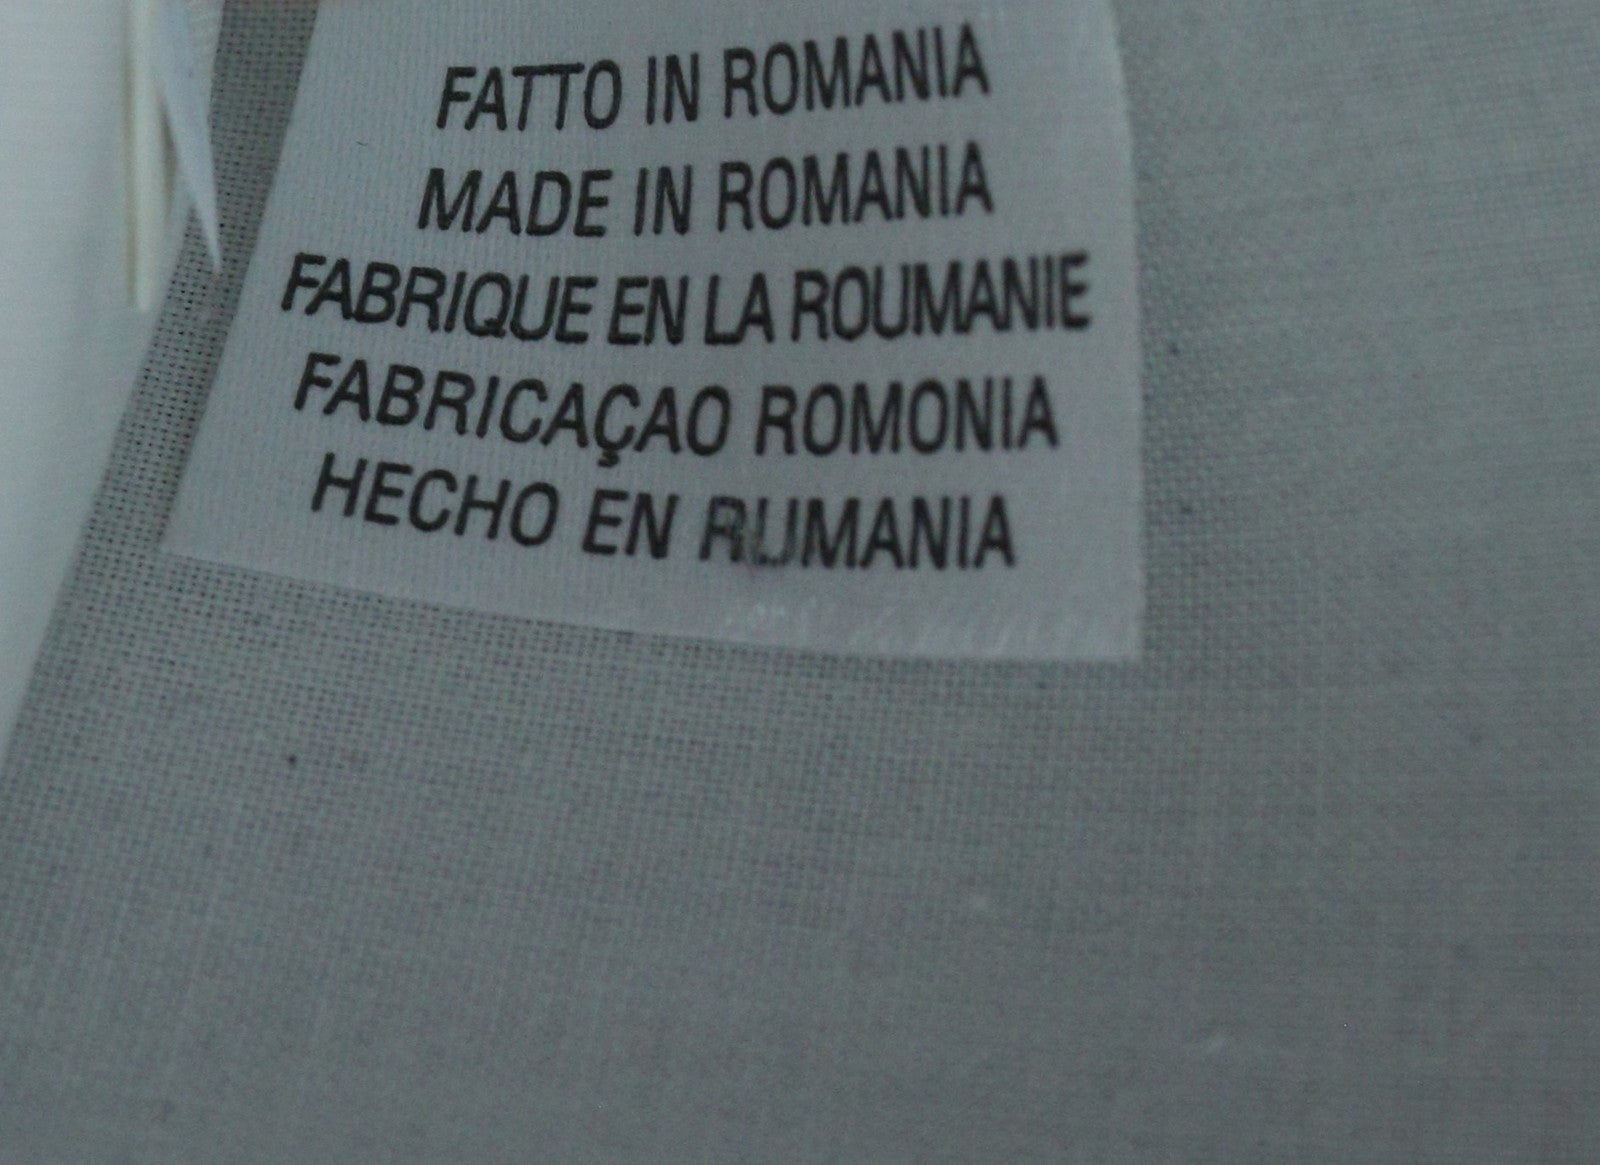 FATTO IN ROMANIA
MADE IN ROMANIA
FABRIQUE EN LA ROUMANIE
FABRICAÇAO ROMONIA
HECHO EN RUMANIA